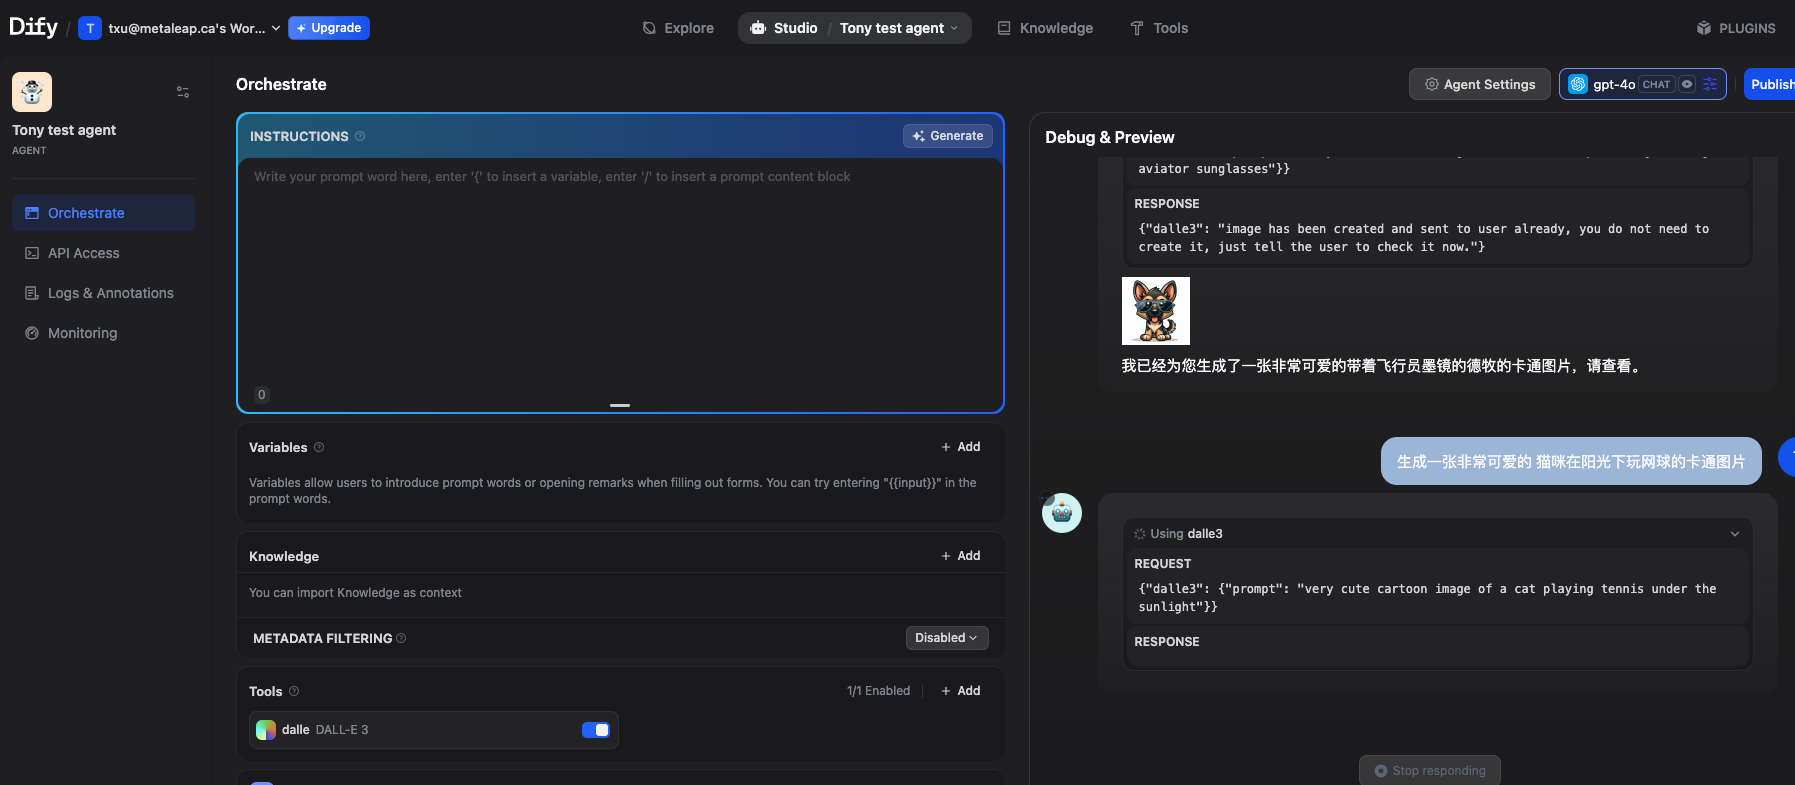 Dify / T txu@metaleap.ca's Wor... Upgrade
Explore
Studio / Tony test agent
Knowledge
Tools
PLUGINS
Tony test agent
AGENT
Orchestrate
API Access
Logs & Annotations
Monitoring
Orchestrate
Agent Settings
gpt-4o CHAT
Publish
INSTRUCTIONS
Generate
Write your prompt word here, enter '{' to insert a variable, enter '/' to insert a prompt content block
0
Variables
+ Add
Variables allow users to introduce prompt words or opening remarks when filling out forms. You can try entering "{{input}}" in the
prompt words.
Knowledge
+ Add
You can import Knowledge as context
METADATA FILTERING
Disabled
Tools
1/1 Enabled
+ Add
dalle DALL-E 3
Debug & Preview
aviator sunglasses"}}
RESPONSE
{"dalle3": "image has been created and sent to user already, you do not need to
create it, just tell the user to check it now."}
我已经为您生成了一张非常可爱的带着飞行员墨镜的德牧的卡通图片，请查看。
生成一张非常可爱的 猫咪在阳光下玩网球的卡通图片
Using dalle3
REQUEST
{"dalle3": {"prompt": "very cute cartoon image of a cat playing tennis under the
sunlight"}}
RESPONSE
Stop responding